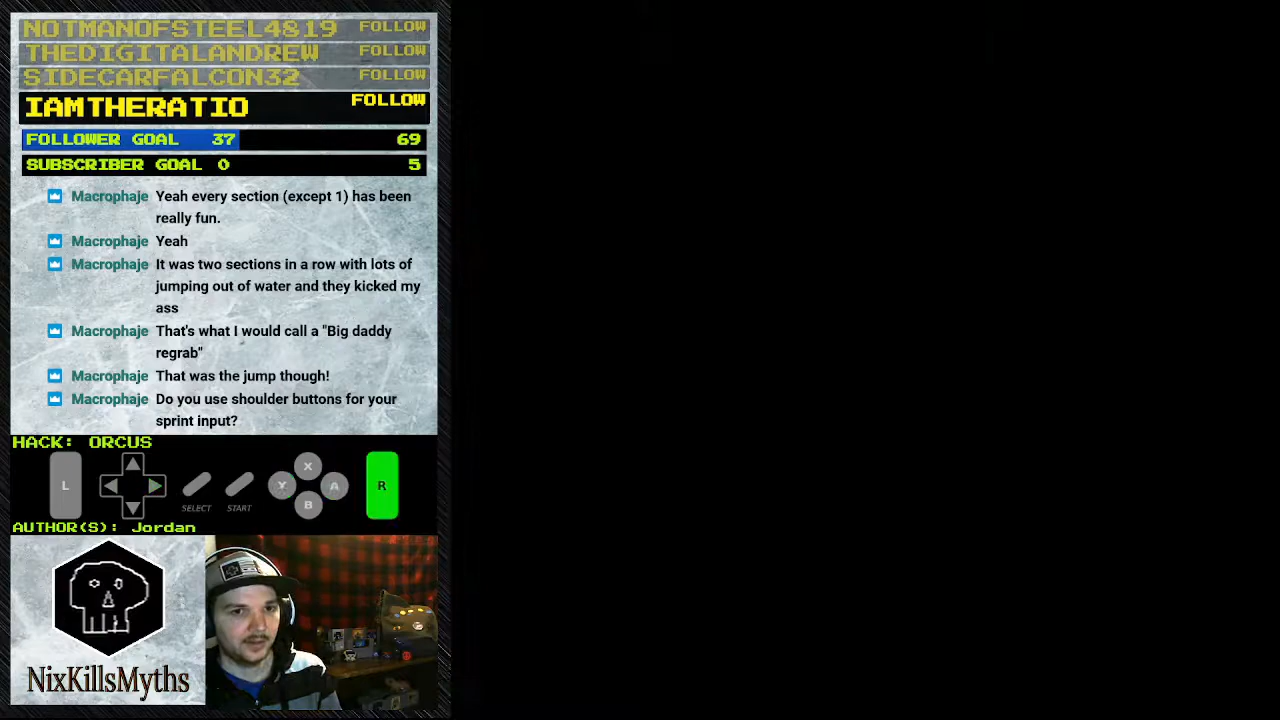 NOTMANOFSTEEL4819 FOLLOW
THEDIGITALANDREW FOLLOW
SIDECARFALCON32 FOLLOW
IAMTHERATIO FOLLOW
FOLLOWER GOAL 37 69
SUBSCRIBER GOAL 0 5
Macrophaje Yeah every section (except 1) has been
really fun.
Macrophaje Yeah
Macrophaje It was two sections in a row with lots of
jumping out of water and they kicked my
ass
Macrophaje That's what I would call a "Big daddy
regrab"
Macrophaje That was the jump though!
Macrophaje Do you use shoulder buttons for your
sprint input?
HACK: ORCUS
X
L Y A R
B
SELECT START
AUTHOR(S): Jordan
NixKillsMyths